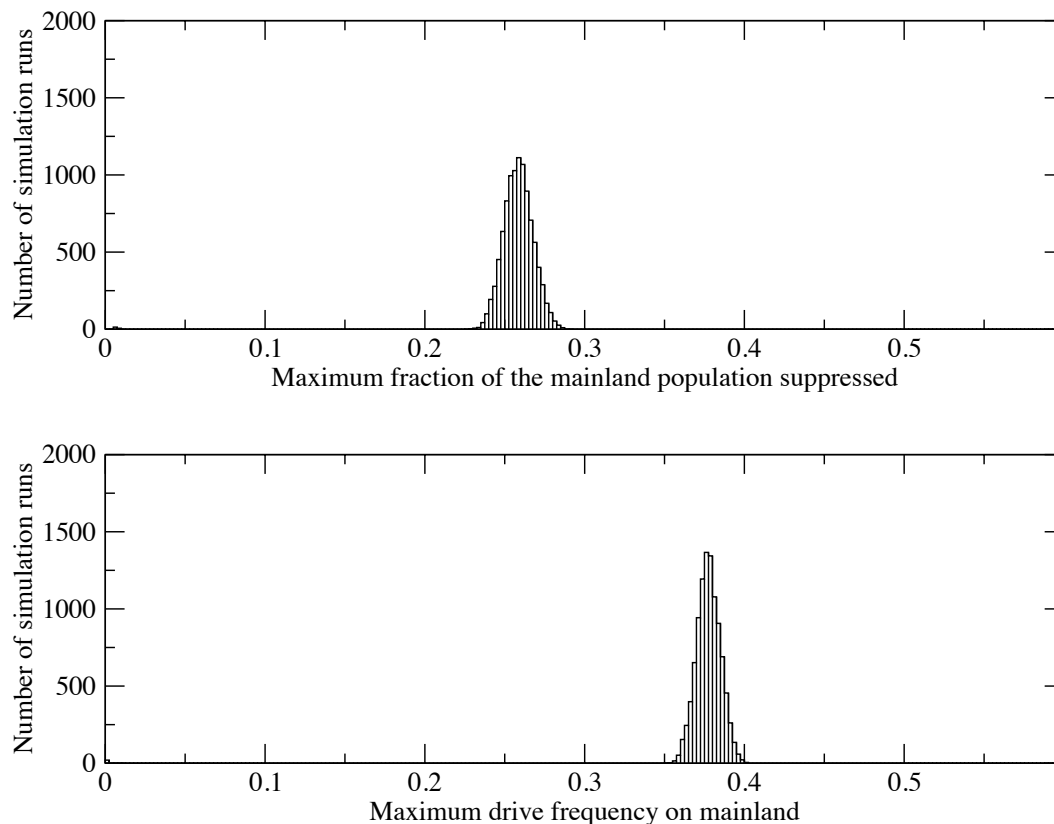 2000
1500
1000
500
0
Number of simulation runs
0 0.1 0.2 0.3 0.4 0.5
Maximum fraction of the mainland population suppressed
2000
1500
1000
500
0
Number of simulation runs
0 0.1 0.2 0.3 0.4 0.5
Maximum drive frequency on mainland